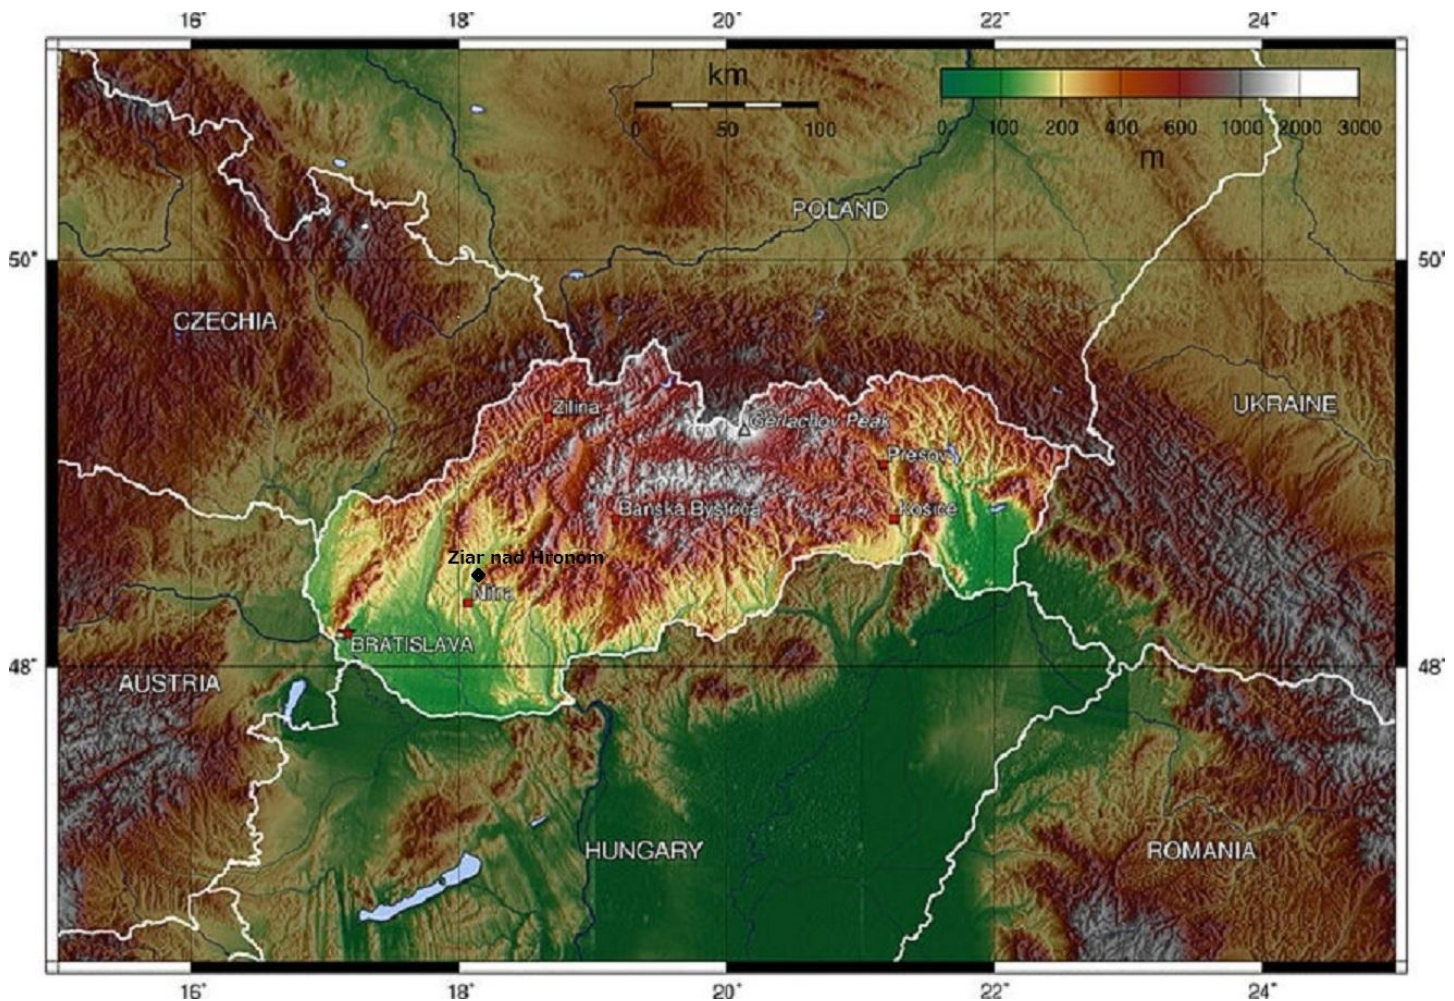 16° 18° 20° 22° 24°
km
0 50 100
0 100 200 400 600 1000 2000 3000
m
POLAND
50° 50°
CZECHIA
UKRAINE
Zilina
Gerlachov Peak
Presov
Banska Bystrica
Kosice
Ziar nad Hronom
Nitra
BRATISLAVA
48° 48°
AUSTRIA
HUNGARY
ROMANIA
16° 18° 20° 22° 24°